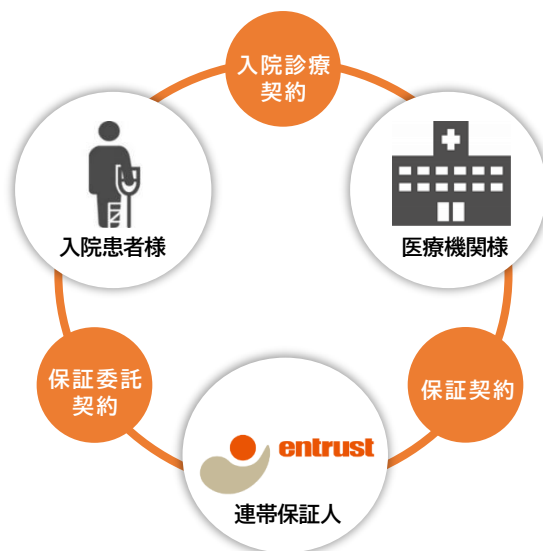 入院診療
契約
入院患者様
医療機関様
保証委託
契約
保証契約
entrust
連帯保証人